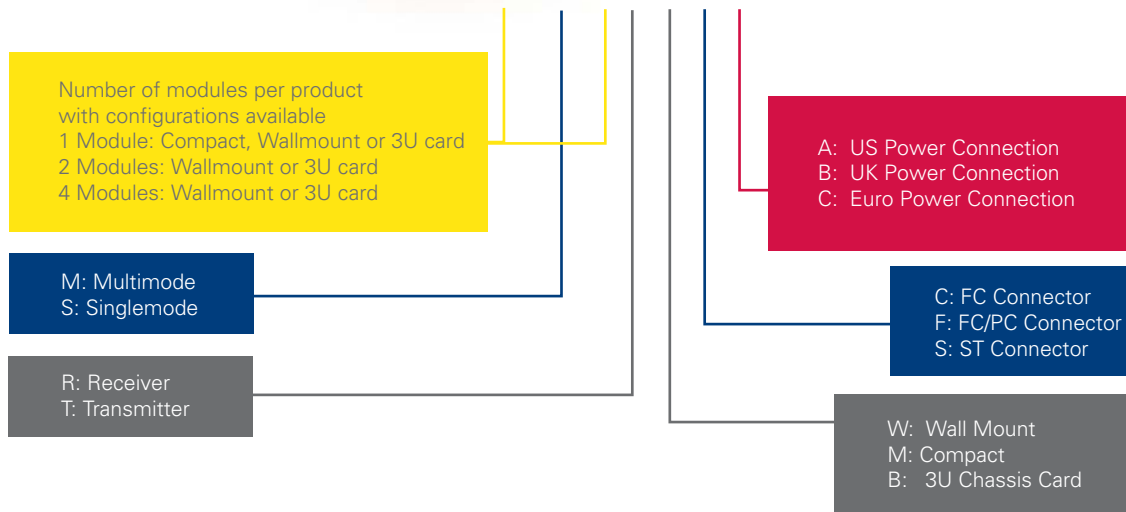 Number of modules per product
with configurations available
1 Module: Compact, Wallmount or 3U card
2 Modules: Wallmount or 3U card
4 Modules: Wallmount or 3U card
M: Multimode
S: Singlemode
R: Receiver
T: Transmitter
A: US Power Connection
B: UK Power Connection
C: Euro Power Connection
C: FC Connector
F: FC/PC Connector
S: ST Connector
W: Wall Mount
M: Compact
B: 3U Chassis Card